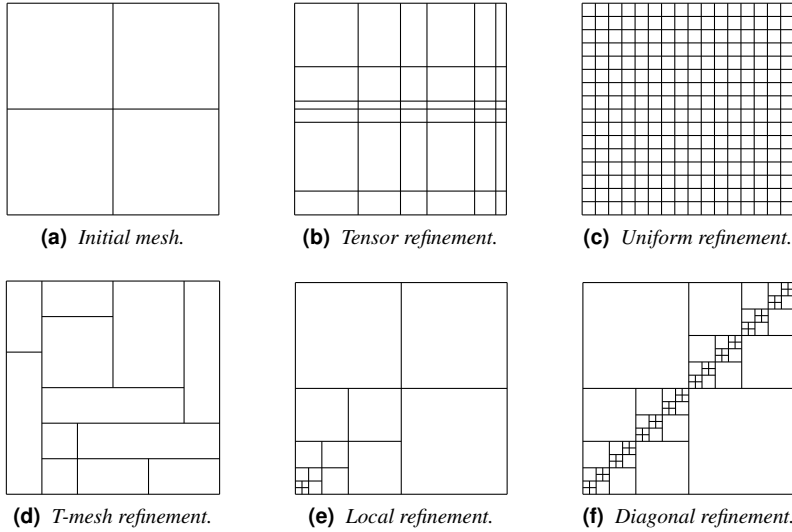 (a) Initial mesh.
(b) Tensor refinement.
(c) Uniform refinement.
(d) T-mesh refinement.
(e) Local refinement.
(f) Diagonal refinement.